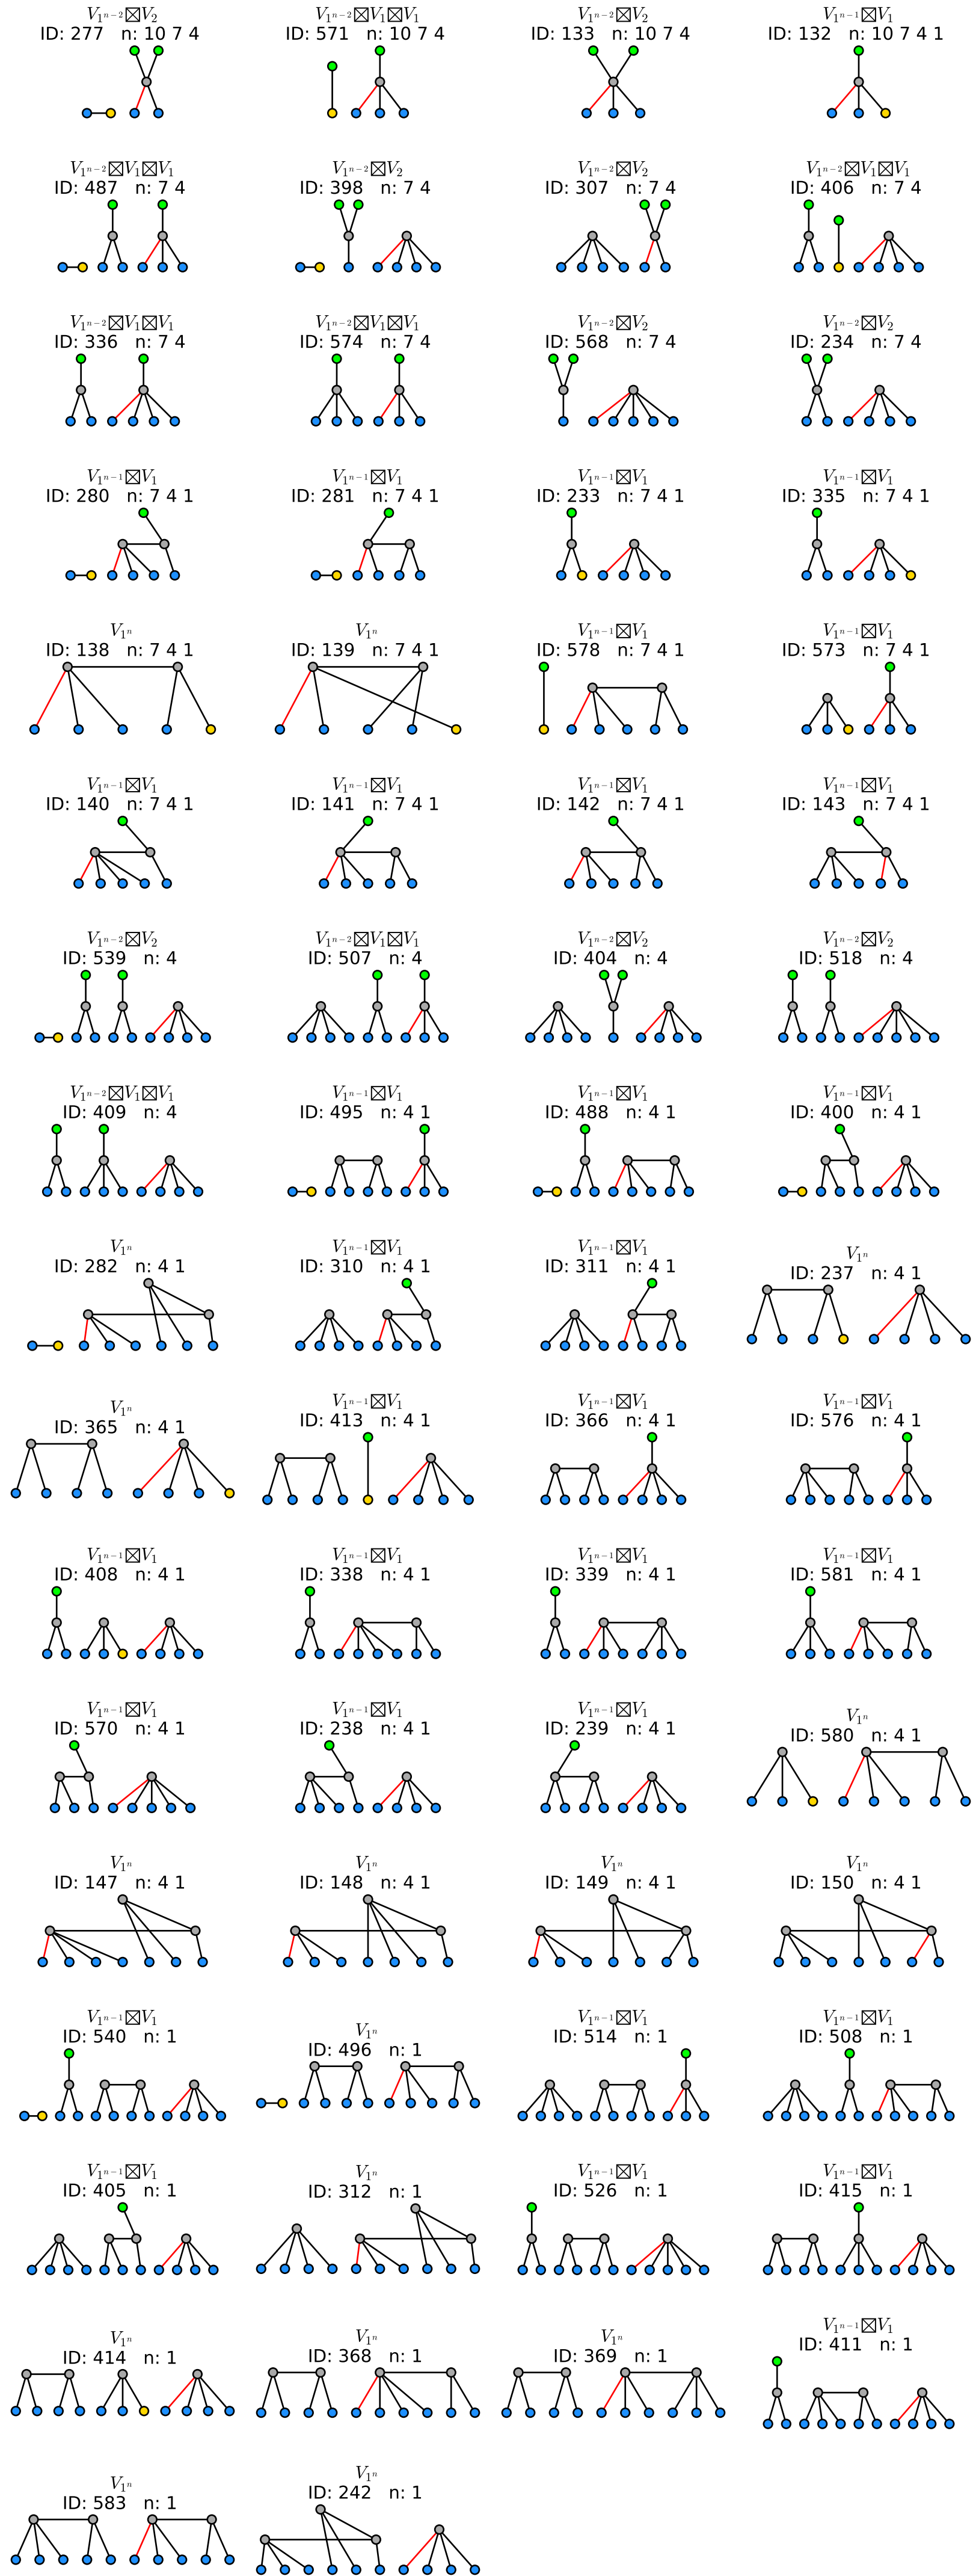 V_{1^{n-2}}⊠V_2
ID: 277 n: 10 7 4
V_{1^{n-2}}⊠V_1⊠V_1
ID: 571 n: 10 7 4
V_{1^{n-2}}⊠V_2
ID: 133 n: 10 7 4
V_{1^{n-1}}⊠V_1
ID: 132 n: 10 7 4 1
V_{1^{n-2}}⊠V_1⊠V_1
ID: 487 n: 7 4
V_{1^{n-2}}⊠V_2
ID: 398 n: 7 4
V_{1^{n-2}}⊠V_2
ID: 307 n: 7 4
V_{1^{n-2}}⊠V_1⊠V_1
ID: 406 n: 7 4
V_{1^{n-2}}⊠V_1⊠V_1
ID: 336 n: 7 4
V_{1^{n-2}}⊠V_1⊠V_1
ID: 574 n: 7 4
V_{1^{n-2}}⊠V_2
ID: 568 n: 7 4
V_{1^{n-2}}⊠V_2
ID: 234 n: 7 4
V_{1^{n-1}}⊠V_1
ID: 280 n: 7 4 1
V_{1^{n-1}}⊠V_1
ID: 281 n: 7 4 1
V_{1^{n-1}}⊠V_1
ID: 233 n: 7 4 1
V_{1^{n-1}}⊠V_1
ID: 335 n: 7 4 1
V_{1^n}
ID: 138 n: 7 4 1
V_{1^n}
ID: 139 n: 7 4 1
V_{1^{n-1}}⊠V_1
ID: 578 n: 7 4 1
V_{1^{n-1}}⊠V_1
ID: 573 n: 7 4 1
V_{1^{n-1}}⊠V_1
ID: 140 n: 7 4 1
V_{1^{n-1}}⊠V_1
ID: 141 n: 7 4 1
V_{1^{n-1}}⊠V_1
ID: 142 n: 7 4 1
V_{1^{n-1}}⊠V_1
ID: 143 n: 7 4 1
V_{1^{n-2}}⊠V_2
ID: 539 n: 4
V_{1^{n-2}}⊠V_1⊠V_1
ID: 507 n: 4
V_{1^{n-2}}⊠V_2
ID: 404 n: 4
V_{1^{n-2}}⊠V_2
ID: 518 n: 4
V_{1^{n-2}}⊠V_1⊠V_1
ID: 409 n: 4
V_{1^{n-1}}⊠V_1
ID: 495 n: 4 1
V_{1^{n-1}}⊠V_1
ID: 488 n: 4 1
V_{1^{n-1}}⊠V_1
ID: 400 n: 4 1
V_{1^n}
ID: 282 n: 4 1
V_{1^{n-1}}⊠V_1
ID: 310 n: 4 1
V_{1^{n-1}}⊠V_1
ID: 311 n: 4 1
V_{1^n}
ID: 237 n: 4 1
V_{1^n}
ID: 365 n: 4 1
V_{1^{n-1}}⊠V_1
ID: 413 n: 4 1
V_{1^{n-1}}⊠V_1
ID: 366 n: 4 1
V_{1^{n-1}}⊠V_1
ID: 576 n: 4 1
V_{1^{n-1}}⊠V_1
ID: 408 n: 4 1
V_{1^{n-1}}⊠V_1
ID: 338 n: 4 1
V_{1^{n-1}}⊠V_1
ID: 339 n: 4 1
V_{1^{n-1}}⊠V_1
ID: 581 n: 4 1
V_{1^{n-1}}⊠V_1
ID: 570 n: 4 1
V_{1^{n-1}}⊠V_1
ID: 238 n: 4 1
V_{1^{n-1}}⊠V_1
ID: 239 n: 4 1
V_{1^n}
ID: 580 n: 4 1
V_{1^n}
ID: 147 n: 4 1
V_{1^n}
ID: 148 n: 4 1
V_{1^n}
ID: 149 n: 4 1
V_{1^n}
ID: 150 n: 4 1
V_{1^{n-1}}⊠V_1
ID: 540 n: 1
V_{1^n}
ID: 496 n: 1
V_{1^{n-1}}⊠V_1
ID: 514 n: 1
V_{1^{n-1}}⊠V_1
ID: 508 n: 1
V_{1^{n-1}}⊠V_1
ID: 405 n: 1
V_{1^n}
ID: 312 n: 1
V_{1^{n-1}}⊠V_1
ID: 526 n: 1
V_{1^{n-1}}⊠V_1
ID: 415 n: 1
V_{1^n}
ID: 414 n: 1
V_{1^n}
ID: 368 n: 1
V_{1^n}
ID: 369 n: 1
V_{1^{n-1}}⊠V_1
ID: 411 n: 1
V_{1^n}
ID: 583 n: 1
V_{1^n}
ID: 242 n: 1